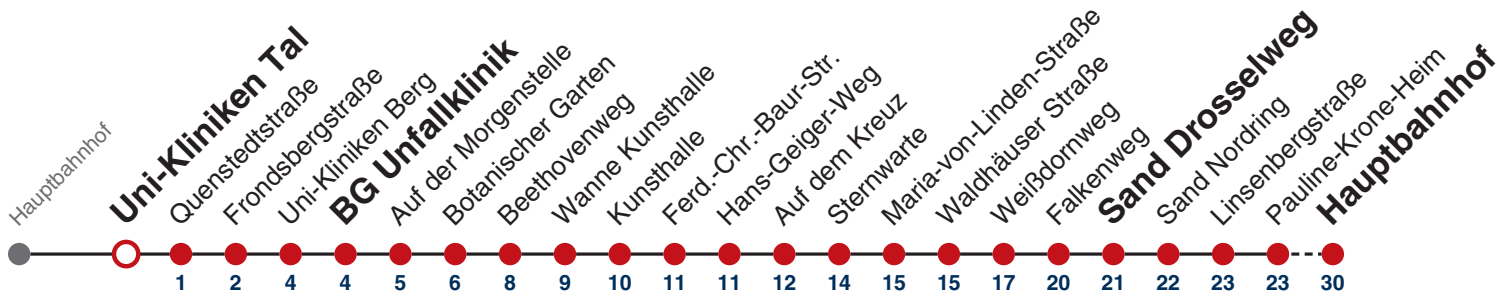 Hauptbahnhof
Uni-Kliniken Tal
Quenstedtstraße
Frondsbergstraße
Uni-Kliniken Berg
BG Unfallklinik
Auf der Morgenstelle
Botanischer Garten
Beethovenweg
Wanne Kunsthalle
Kunsthalle
Ferd.-Chr.-Baur-Str.
Hans-Geiger-Weg
Auf dem Kreuz
Sternwarte
Maria-von-Linden-Straße
Waldhäuser Straße
Weißdornweg
Falkenweg
Sand Drosselweg
Sand Nordring
Linsenbergstraße
Pauline-Krone-Heim
Hauptbahnhof
1 2 4 4 5 6 8 9 10 11 11 12 14 15 15 17 20 21 22 23 23 30